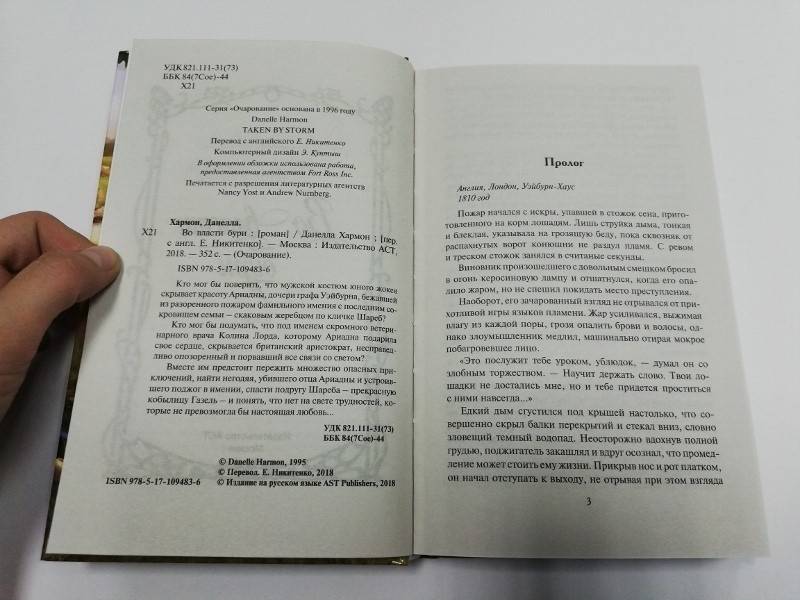 УДК 821.111-31(73)
ББК 84(7Сое)-44
Х21
Серия «Очарование» основана в 1996 году
Danelle Harmon
TAKEN BY STORM
Перевод с английского Е. Никитенко
Компьютерный дизайн Э. Кунтыш
В оформлении обложки использована работа,
предоставленная агентством Fort Ross Inc.
Печатается с разрешения литературных агентств
Nancy Yost и Andrew Nurnberg.
Хармон, Данелла.
Х21 Во власти бури : [роман] / Данелла Хармон ; [пер.
с англ. Е. Никитенко]. — Москва : Издательство АСТ,
2018. — 352 с. — (Очарование).
ISBN 978-5-17-109483-6
Кто мог бы поверить, что мужской костюм юного жокея
скрывает красоту Ариадны, дочери графа Уэйбурна, бежавшей
из разоренного пожаром фамильного имения с последним со-
кровищем семьи — скаковым жеребцом по кличке Шареб?
Кто мог бы подумать, что под именем скромного ветери-
нарного врача Колина Лорда, которому Ариадна подарила
свое сердце, скрывается британский аристократ, несправед-
ливо опозоренный и порвавший все связи со светом?
Вместе им предстоит пережить множество опасных при-
ключений, найти негодяя, убившего отца Ариадны и устроив-
шего поджог в имении, спасти подругу Шареба — прекрасную
кобылицу Газель — и понять, что нет на свете трудностей, ко-
торые не превозмогла бы настоящая любовь...
УДК 821.111-31(73)
ББК 84(7Сое)-44
© Danelle Harmon, 1995
© Перевод. Е. Никитенко, 2018
ISBN 978-5-17-109483-6 © Издание на русском языке AST Publishers, 2018
Пролог
Англия, Лондон, Уэйбурн-Хаус
1810 год
Пожар начался с искры, упавшей в стожок сена, приго-
товленного на корм лошадям. Лишь струйка дыма, тонкая
и блеклая, указывала на грозящую беду, пока сквозняк от
распахнутых ворот конюшни не раздул пламя. С ревом
и треском стожок занялся в считаные секунды.
Виновник произошедшего с довольным смешком бросил
в огонь керосиновую лампу и отшатнулся, когда его опа-
лило жаром, но не спешил покидать место преступления.
Наоборот, его зачарованный взгляд не отрывался от при-
хотливой игры языков пламени. Жар усиливался, выжимая
влагу из каждой поры, грозя опалить брови и волосы, од-
нако злоумышленник медлил, машинально отирая мокрое
побагровевшее лицо.
«Это послужит тебе уроком, ублюдок, — думал он со
злобным торжеством. — Научит держать слово. Твои ло-
шадки не достались мне, но и тебе придется проститься
с ними навсегда...»
Едкий дым сгустился под крышей настолько, что со-
вершенно скрыл балки перекрытий и стекал вниз, словно
зловещий темный водопад. Неосторожно вдохнув полной
грудью, поджигатель закашлял и вдруг осознал, что промед-
ление может стоить ему жизни. Прикрыв нос и рот платком,
он начал отступать к выходу, не отрывая при этом взгляда
3